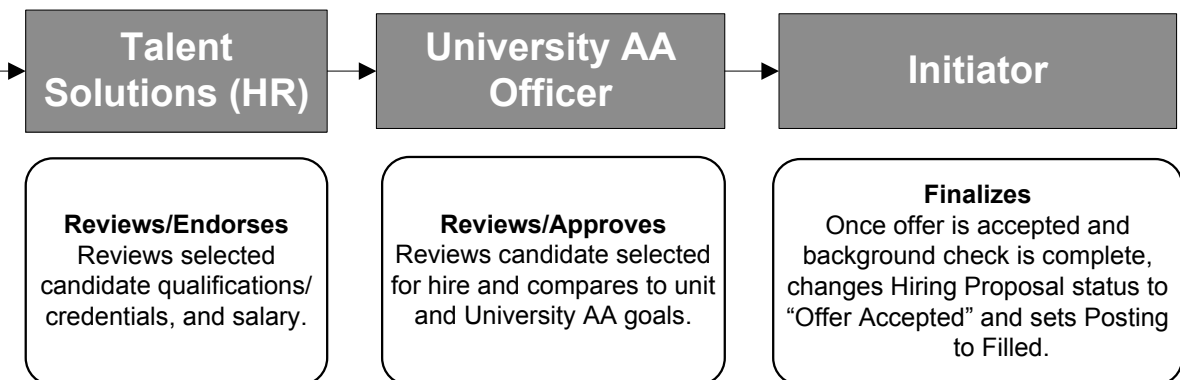 Talent
Solutions (HR)
University AA
Officer
Initiator
Reviews/Endorses
Reviews selected
candidate qualifications/
credentials, and salary.
Reviews/Approves
Reviews candidate selected
for hire and compares to unit
and University AA goals.
Finalizes
Once offer is accepted and
background check is complete,
changes Hiring Proposal status to
“Offer Accepted” and sets Posting
to Filled.